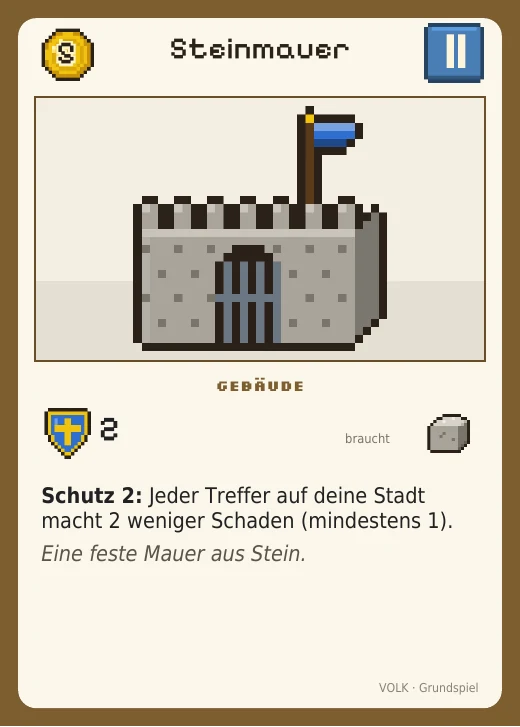 S
Steinmauer
II
GEBÄUDE
2
braucht
Schutz 2: Jeder Treffer auf deine Stadt
macht 2 weniger Schaden (mindestens 1).
Eine feste Mauer aus Stein.
VOLK · Grundspiel